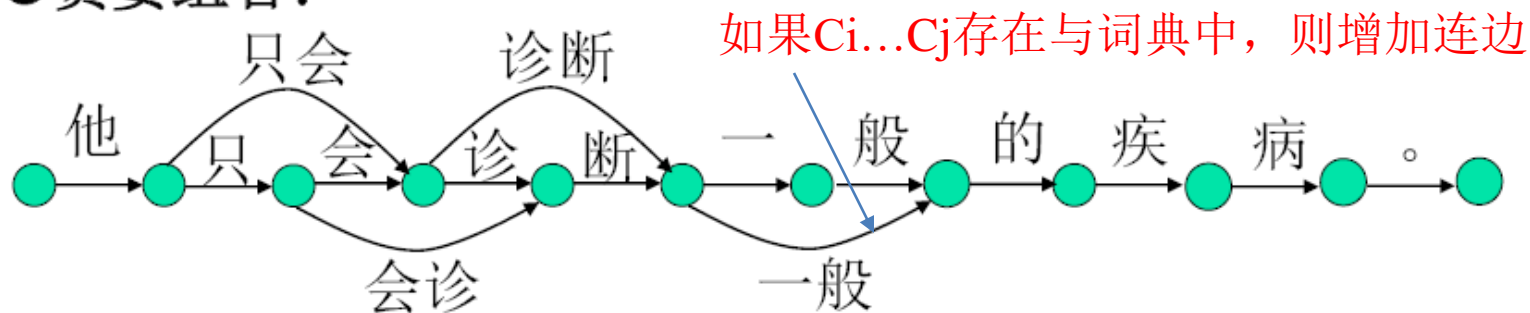 如果Ci…Cj存在与词典中，则增加连边
只会 诊断
他 只 会 诊 断 一 般 的 疾 病 。
会诊 一般